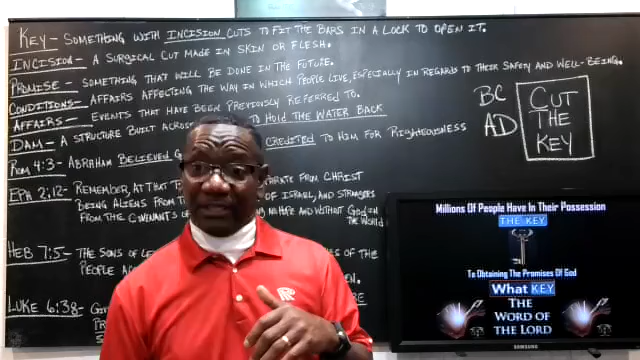 KEY - SOMETHING WITH INCISION CUTS TO FIT THE BARS IN A LOCK TO OPEN IT.
INCISION - A SURGICAL CUT MADE IN SKIN OR FLESH.
PROMISE - SOMETHING THAT WILL BE DONE IN THE FUTURE.
CONDITIONS - AFFAIRS AFFECTING THE WAY IN WHICH PEOPLE LIVE, ESPECIALLY IN REGARDS TO THEIR SAFETY AND WELL-BEING.
AFFAIRS - EVENTS THAT HAVE BEEN PREVIOUSLY REFERRED TO.
DAM - A STRUCTURE BUILT ACROSS TO HOLD THE WATER BACK
ROM 4:3 - ABRAHAM BELIEVED CREDITED TO HIM FOR RIGHTEOUSNESS
EPH 2:12 - REMEMBER, AT THAT FROM CHRIST
BEING ALIENS FROM OF ISRAEL, AND STRANGERS
FROM THE COVENANTS NO HOPE AND WITHOUT GOD IN
THE WORLD
HEB 7:5 - THE SONS OF OF THE
PEOPLE
LUKE 6:38 -
BC
AD
CUT
THE
KEY
Millions Of People Have In Their Possession
THE KEY
To Obtaining The Promises Of God
What KEY
THE
WORD OF
THE LORD
SAMSUNG